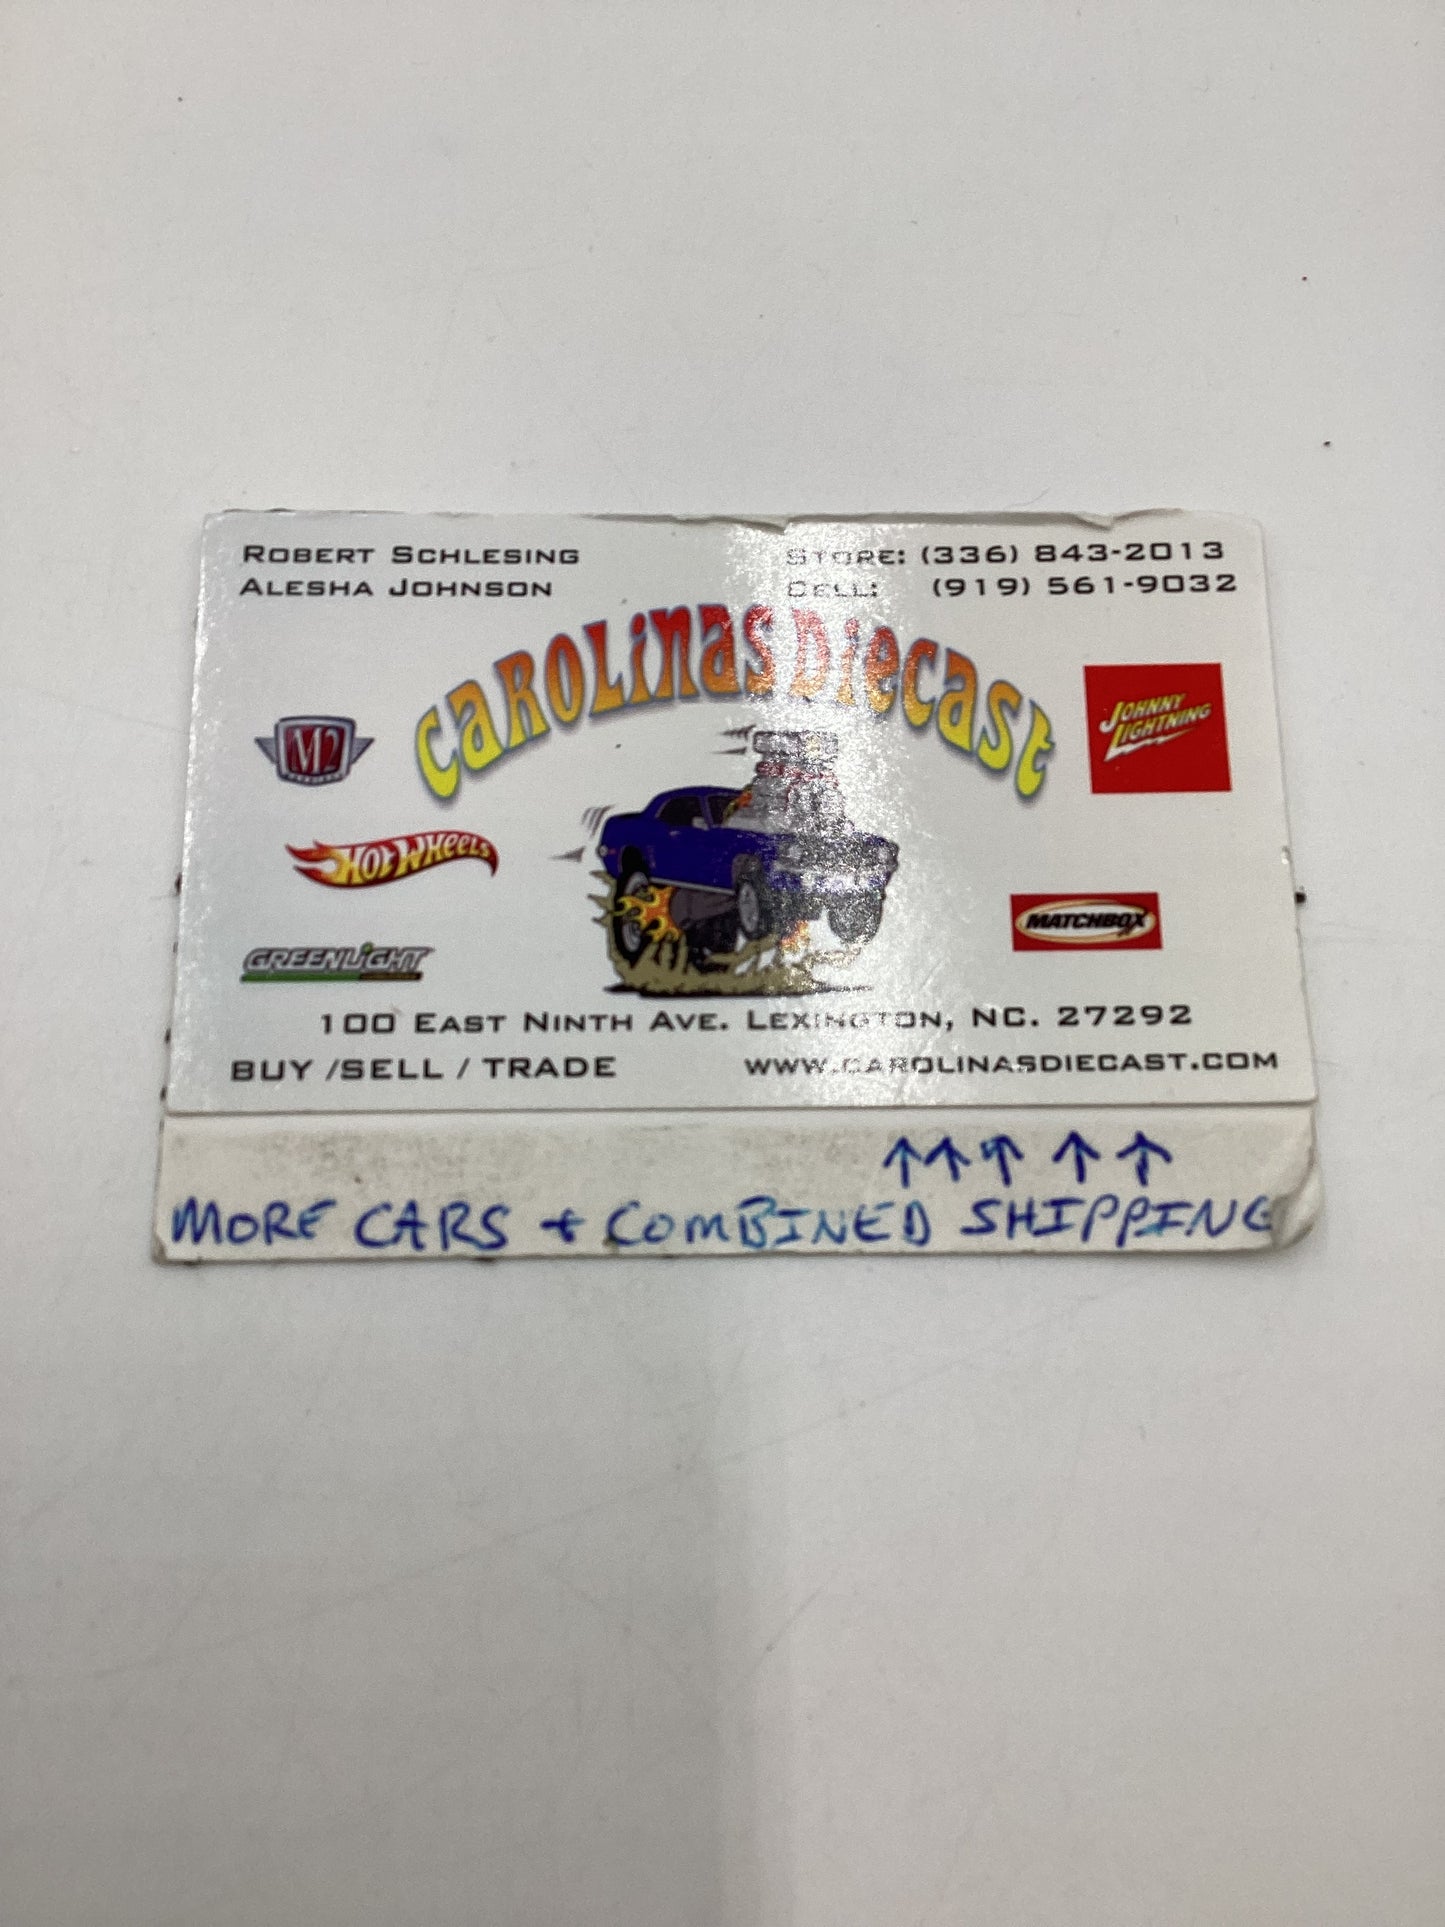 ROBERT SCHLESING
ALESHA JOHNSON
STORE: (336) 843-2013
CELL: (919) 561-9032
CAROLINAS DIECAST
M2
JOHNNY LIGHTNING
HOT WHEELS
MATCHBOX
GREENLIGHT
100 EAST NINTH AVE. LEXINGTON, NC. 27292
BUY /SELL / TRADE
WWW.CAROLINASDIECAST.COM
↑↑↑↑↑
MORE CARS + COMBINED SHIPPING